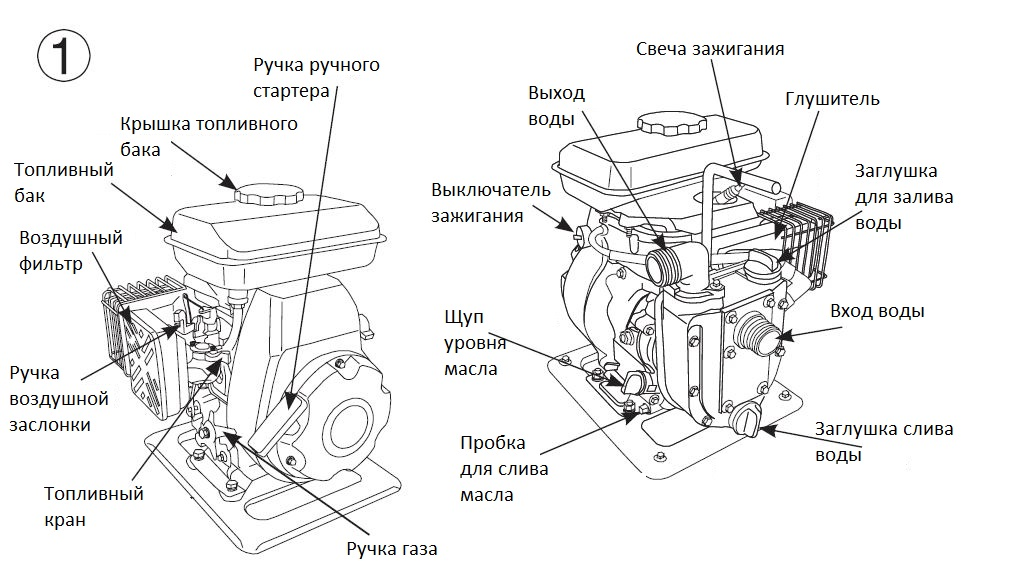 1
Ручка ручного
стартера
Крышка топливного
бака
Топливный
бак
Воздушный
фильтр
Ручка
воздушной
заслонки
Топливный
кран
Ручка газа
Свеча зажигания
Выход
воды
Глушитель
Выключатель
зажигания
Заглушка
для залива
воды
Щуп
уровня
масла
Вход воды
Пробка
для слива
масла
Заглушка слива
воды